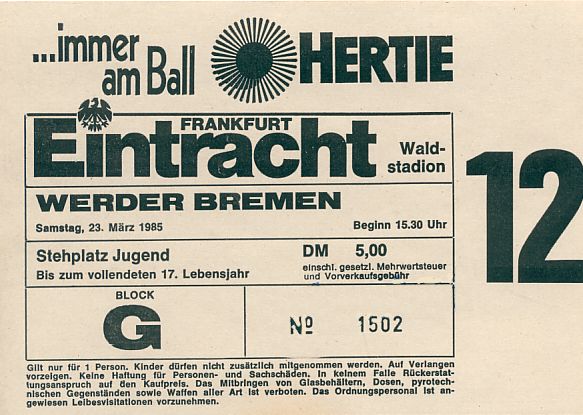 ...immer
am Ball
HERTIE
FRANKFURT
Eintracht
Wald-
stadion
WERDER BREMEN
Samstag, 23. März 1985 Beginn 15.30 Uhr
Stehplatz Jugend DM 5,00
Bis zum vollendeten 17. Lebensjahr
einschl. gesetzl. Mehrwertsteuer
und Vorverkaufsgebühr
12
BLOCK
G
Nº 1502
Gilt nur für 1 Person. Kinder dürfen nicht zusätzlich mitgenommen werden. Auf Verlangen
vorzeigen. Keine Haftung für Personen- und Sachschäden. In keinem Falle Rückerstat-
tungsanspruch auf den Kaufpreis. Das Mitbringen von Glasbehältern, Dosen, pyrotech-
nischen Gegenständen sowie Waffen aller Art ist verboten. Das Ordnungspersonal ist an-
gewiesen Leibesvisitationen vorzunehmen.